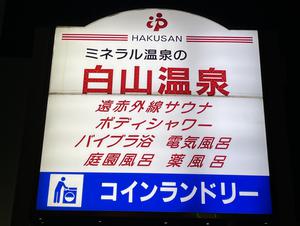 HAKUSAN
ミネラル温泉の
白山温泉
遠赤外線サウナ
ボディシャワー
バイブラ浴 電気風呂
庭園風呂 薬風呂
コインランドリー